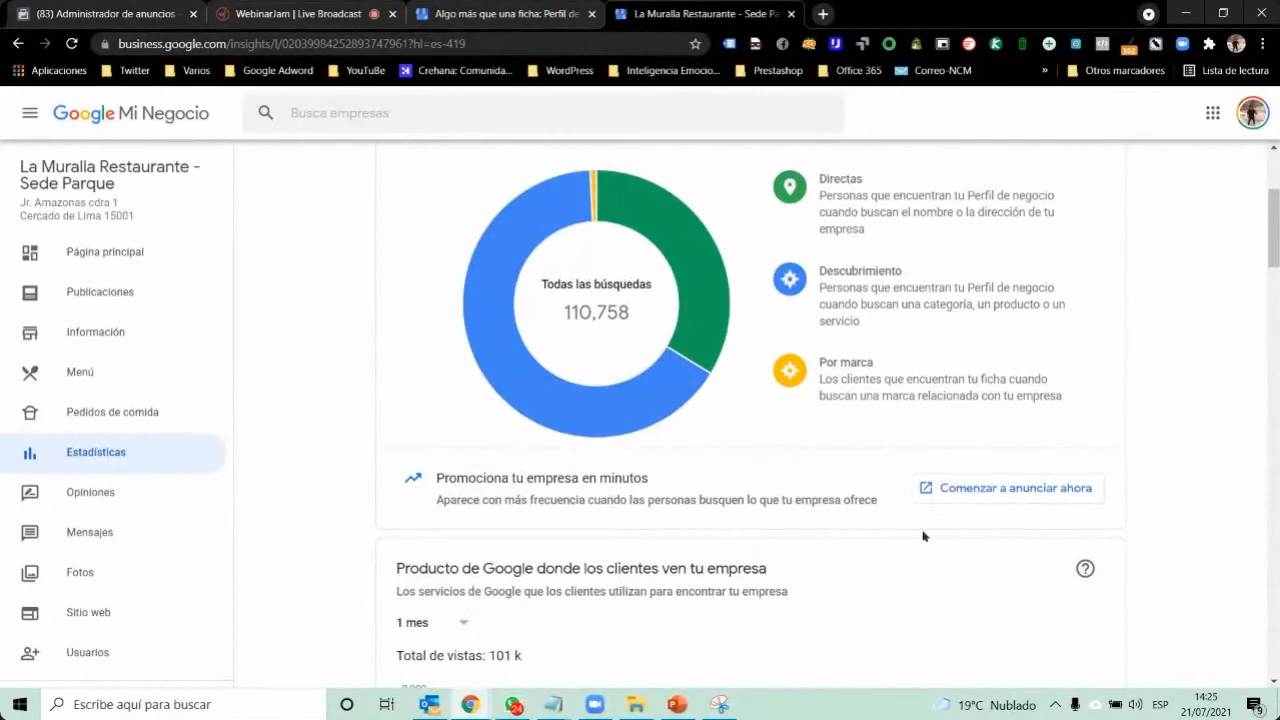 (83) Administrador de anuncios
WebinarJam | Live Broadcast
Algo más que una ficha: Perfil de
La Muralla Restaurante - Sede P
business.google.com/insights/l/02039984252893747961?hl=es-419
302
Aplicaciones
Twitter
Varios
Google Adword
YouTube
Crehana: Comunida...
WordPress
Inteligencia Emocio...
Prestashop
Office 365
Correo-NCM
»
Otros marcadores
Lista de lectura
Google Mi Negocio
Busca empresas
La Muralla Restaurante -
Sede Parque
Jr. Amazonas cdra 1
Cercado de Lima 15001
Página principal
Publicaciones
Información
Menú
Pedidos de comida
Estadísticas
Opiniones
Mensajes
Fotos
Sitio web
Usuarios
Todas las búsquedas
110,758
Directas
Personas que encuentran tu Perfil de negocio
cuando buscan el nombre o la dirección de tu
empresa
Descubrimiento
Personas que encuentran tu Perfil de negocio
cuando buscan una categoría, un producto o un
servicio
Por marca
Los clientes que encuentran tu ficha cuando
buscan una marca relacionada con tu empresa
Promociona tu empresa en minutos
Aparece con más frecuencia cuando las personas busquen lo que tu empresa ofrece
Comenzar a anunciar ahora
Producto de Google donde los clientes ven tu empresa
Los servicios de Google que los clientes utilizan para encontrar tu empresa
1 mes
Total de vistas: 101 k
Escribe aquí para buscar
24
19°C Nublado
ESP
14:25
21/07/2021
9